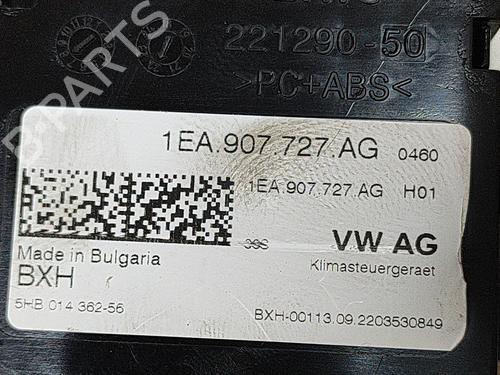 221290-50
>PC+ABS<
1EA.907.727.AG 0460
1EA.907.727.AG H01
VW AG
Made in Bulgaria
Klimasteuergeraet
BXH
5HB 014 362-56
BXH-00113.09.2203530849
B-PARTS